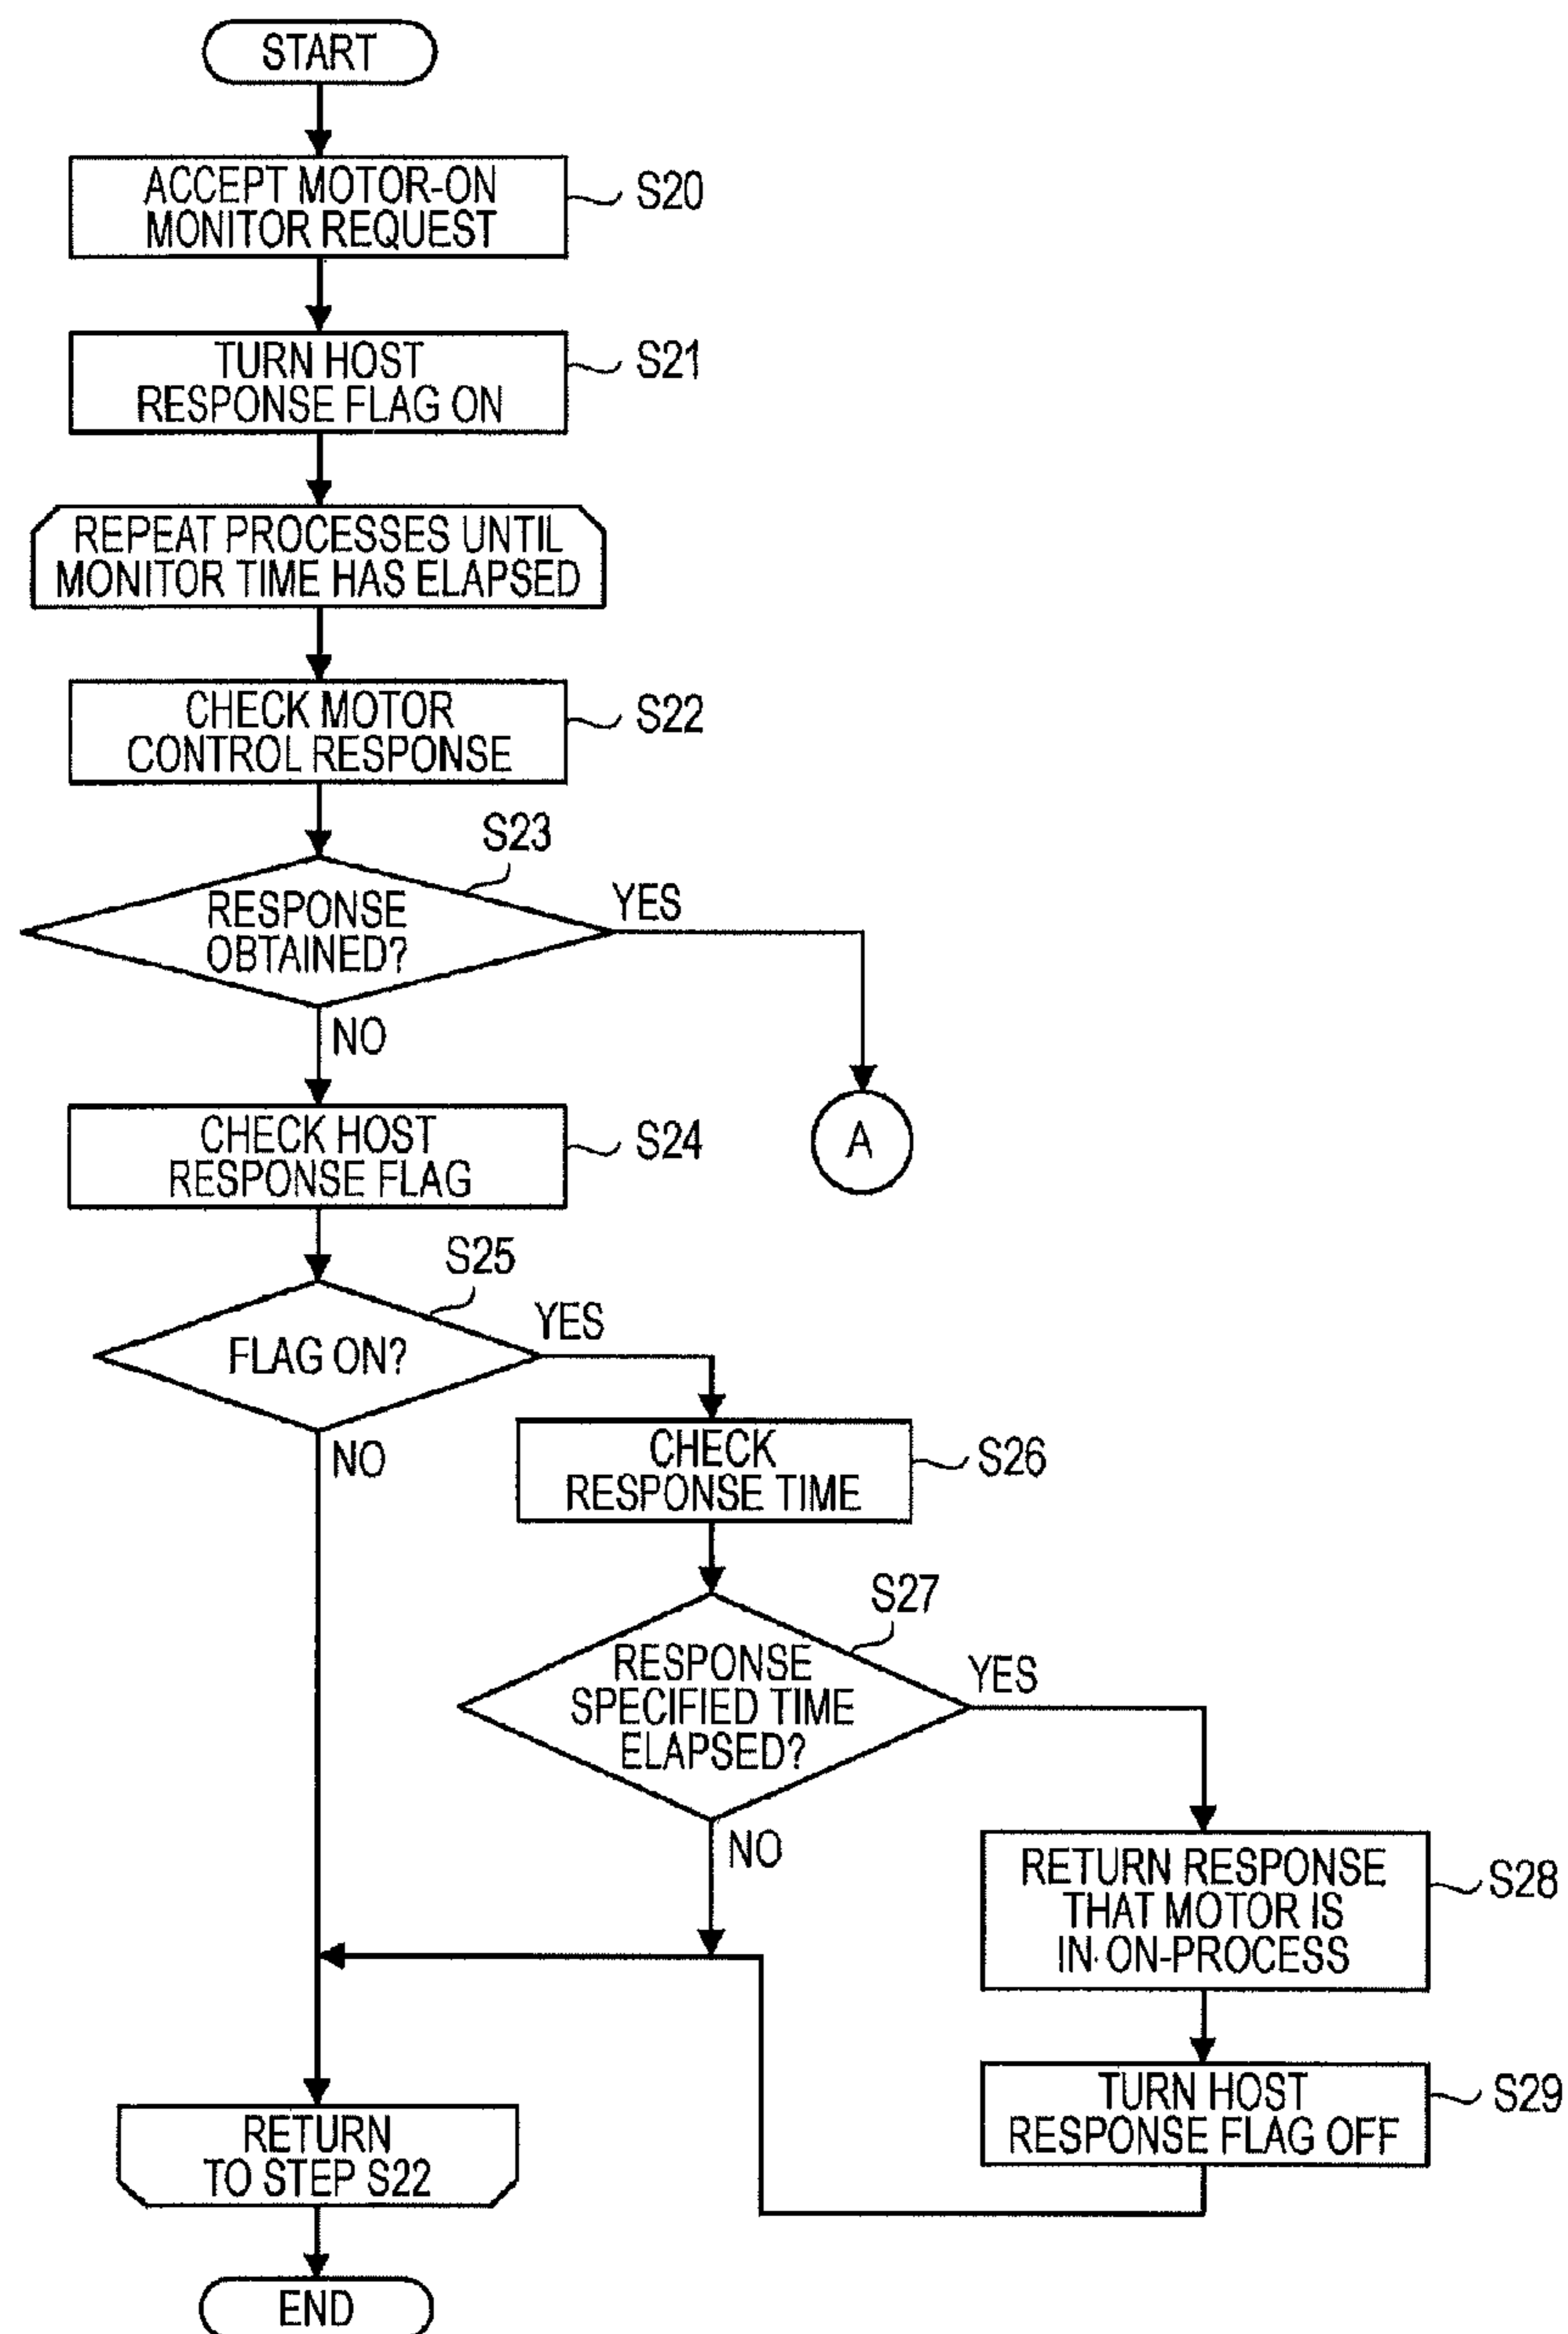 START
ACCEPT MOTOR-ON
MONITOR REQUEST
S20
TURN HOST
RESPONSE FLAG ON
S21
REPEAT PROCESSES UNTIL
MONITOR TIME HAS ELAPSED
CHECK MOTOR
CONTROL RESPONSE
S22
S23
RESPONSE
OBTAINED?
YES
NO
A
CHECK HOST
RESPONSE FLAG
S24
S25
FLAG ON?
YES
NO
CHECK
RESPONSE TIME
S26
S27
RESPONSE
SPECIFIED TIME
ELAPSED?
YES
NO
RETURN RESPONSE
THAT MOTOR IS
IN ON-PROCESS
S28
TURN HOST
RESPONSE FLAG OFF
S29
RETURN
TO STEP S22
END